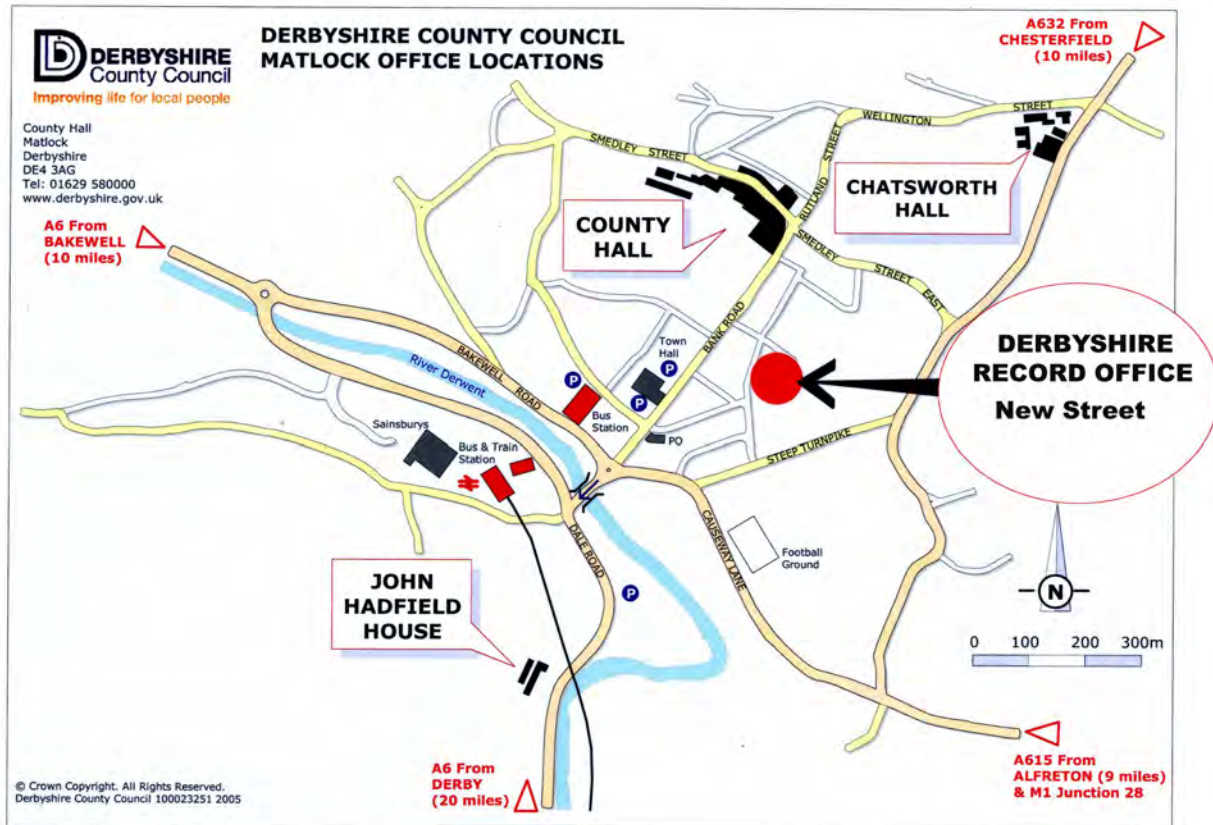 DERBYSHIRE
County Council
Improving life for local people
DERBYSHIRE COUNTY COUNCIL
MATLOCK OFFICE LOCATIONS
County Hall
Matlock
Derbyshire
DE4 3AG
Tel: 01629 580000
www.derbyshire.gov.uk
A632 From
CHESTERFIELD
(10 miles)
A6 From
BAKEWELL
(10 miles)
SMEDLEY STREET
RUTLAND STREET
WELLINGTON STREET
CHATSWORTH
HALL
COUNTY
HALL
SMEDLEY STREET EAST
BANK ROAD
DERBYSHIRE
RECORD OFFICE
New Street
River Derwent
BAKEWELL ROAD
Town
Hall
P
P
P
Bus
Station
PO
Sainsburys
Bus & Train
Station
STEEP TURNPIKE
DALE ROAD
CAUSEWAY LANE
Football
Ground
P
JOHN
HADFIELD
HOUSE
N
0 100 200 300m
A6 From
DERBY
(20 miles)
A615 From
ALFRETON (9 miles)
& M1 Junction 28
© Crown Copyright. All Rights Reserved.
Derbyshire County Council 100023251 2005